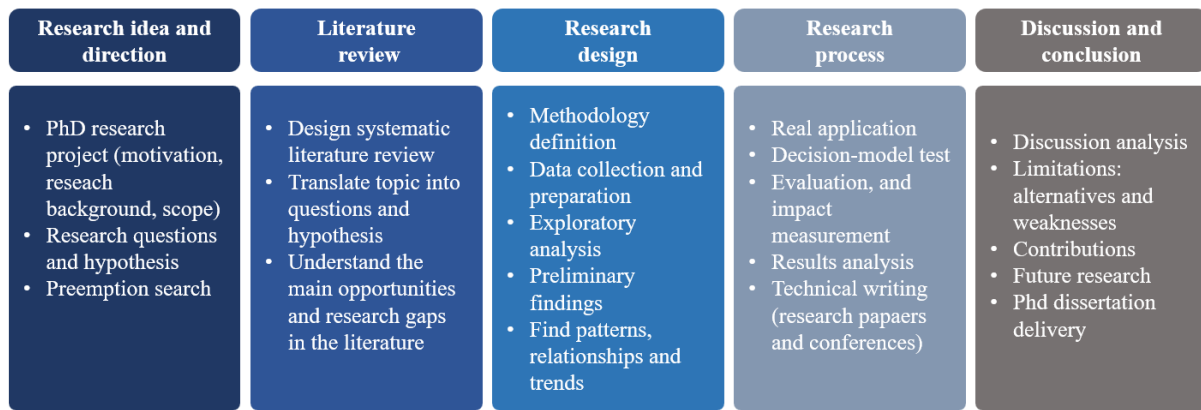 Research idea and
direction
Literature
review
Research
design
Research
process
Discussion and
conclusion
• PhD research
project (motivation,
reseach
background, scope)
• Research questions
and hypothesis
• Preemption search
• Design systematic
literature review
• Translate topic into
questions and
hypothesis
• Understand the
main opportunities
and research gaps
in the literature
• Methodology
definition
• Data collection and
preparation
• Exploratory
analysis
• Preliminary
findings
• Find patterns,
relationships and
trends
• Real application
• Decision-model test
• Evaluation, and
impact
measurement
• Results analysis
• Technical writing
(research papaers
and conferences)
• Discussion analysis
• Limitations:
alternatives and
weaknesses
• Contributions
• Future research
• Phd dissertation
delivery